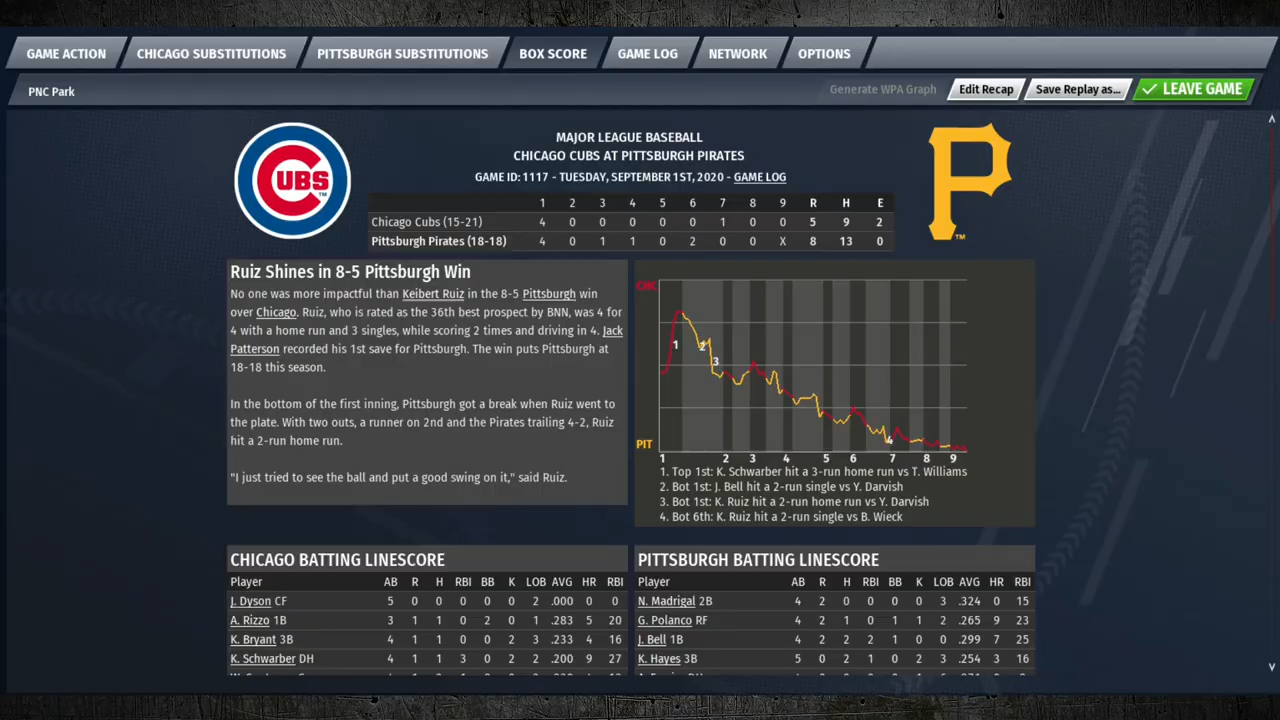 GAME ACTION CHICAGO SUBSTITUTIONS PITTSBURGH SUBSTITUTIONS BOX SCORE GAME LOG NETWORK OPTIONS
PNC Park Generate WPA Graph Edit Recap Save Replay as... LEAVE GAME
CUBS P
MAJOR LEAGUE BASEBALL
CHICAGO CUBS AT PITTSBURGH PIRATES
GAME ID: 1117 - TUESDAY, SEPTEMBER 1ST, 2020 - GAME LOG
1 2 3 4 5 6 7 8 9 R H E
Chicago Cubs (15-21) 4 0 0 0 0 0 1 0 0 5 9 2
Pittsburgh Pirates (18-18) 4 0 1 1 0 2 0 0 X 8 13 0
Ruiz Shines in 8-5 Pittsburgh Win
No one was more impactful than Keibert Ruiz in the 8-5 Pittsburgh win
over Chicago. Ruiz, who is rated as the 36th best prospect by BNN, was 4 for
4 with a home run and 3 singles, while scoring 2 times and driving in 4. Jack
Patterson recorded his 1st save for Pittsburgh. The win puts Pittsburgh at
18-18 this season.
In the bottom of the first inning, Pittsburgh got a break when Ruiz went to
the plate. With two outs, a runner on 2nd and the Pirates trailing 4-2, Ruiz
hit a 2-run home run.
"I just tried to see the ball and put a good swing on it," said Ruiz.
CHC
1 2 3 4
PIT
1 2 3 4 5 6 7 8 9
1. Top 1st: K. Schwarber hit a 3-run home run vs T. Williams
2. Bot 1st: J. Bell hit a 2-run single vs Y. Darvish
3. Bot 1st: K. Ruiz hit a 2-run home run vs Y. Darvish
4. Bot 6th: K. Ruiz hit a 2-run single vs B. Wieck
CHICAGO BATTING LINESCORE
Player AB R H RBI BB K LOB AVG HR RBI
J. Dyson CF 5 0 0 0 0 0 2 .000 0 0
A. Rizzo 1B 3 1 1 0 2 0 1 .283 5 20
K. Bryant 3B 4 1 1 0 0 2 3 .233 4 16
K. Schwarber DH 4 1 1 3 0 2 2 .200 9 27
PITTSBURGH BATTING LINESCORE
Player AB R H RBI BB K LOB AVG HR RBI
N. Madrigal 2B 4 2 0 0 0 0 3 .324 0 15
G. Polanco RF 4 2 1 0 1 1 2 .265 9 23
J. Bell 1B 4 2 2 2 1 0 0 .299 7 25
K. Hayes 3B 5 0 2 1 0 2 3 .254 3 16